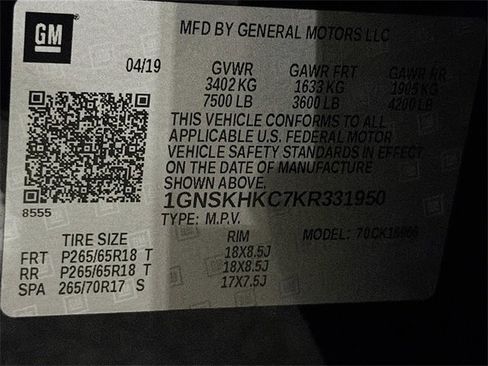 GM
MFD BY GENERAL MOTORS LLC
04/19 GVWR GAWR FRT GAWR RR
3402 KG 1633 KG 1905 KG
7500 LB 3600 LB 4200 LB
THIS VEHICLE CONFORMS TO ALL
APPLICABLE U.S. FEDERAL MOTOR
VEHICLE SAFETY STANDARDS IN EFFECT
ON THE DATE OF MANUFACTURE
SHOWN ABOVE.
8555
1GNSKHKC7KR331950
TYPE: M.P.V.
TIRE SIZE RIM MODEL:
FRT P265/65R18 T 18X8.5J
RR P265/65R18 T 18X8.5J
SPA 265/70R17 S 17X7.5J